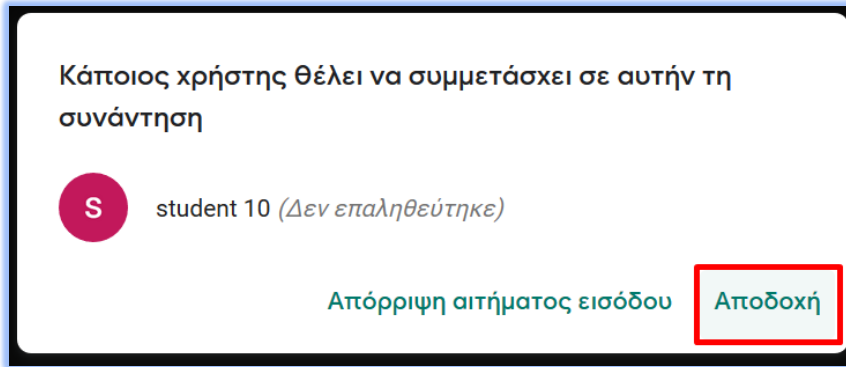 Κάποιος χρήστης θέλει να συμμετάσχει σε αυτήν τη
συνάντηση
S student 10 (Δεν επαληθεύτηκε)
Απόρριψη αιτήματος εισόδου Αποδοχή